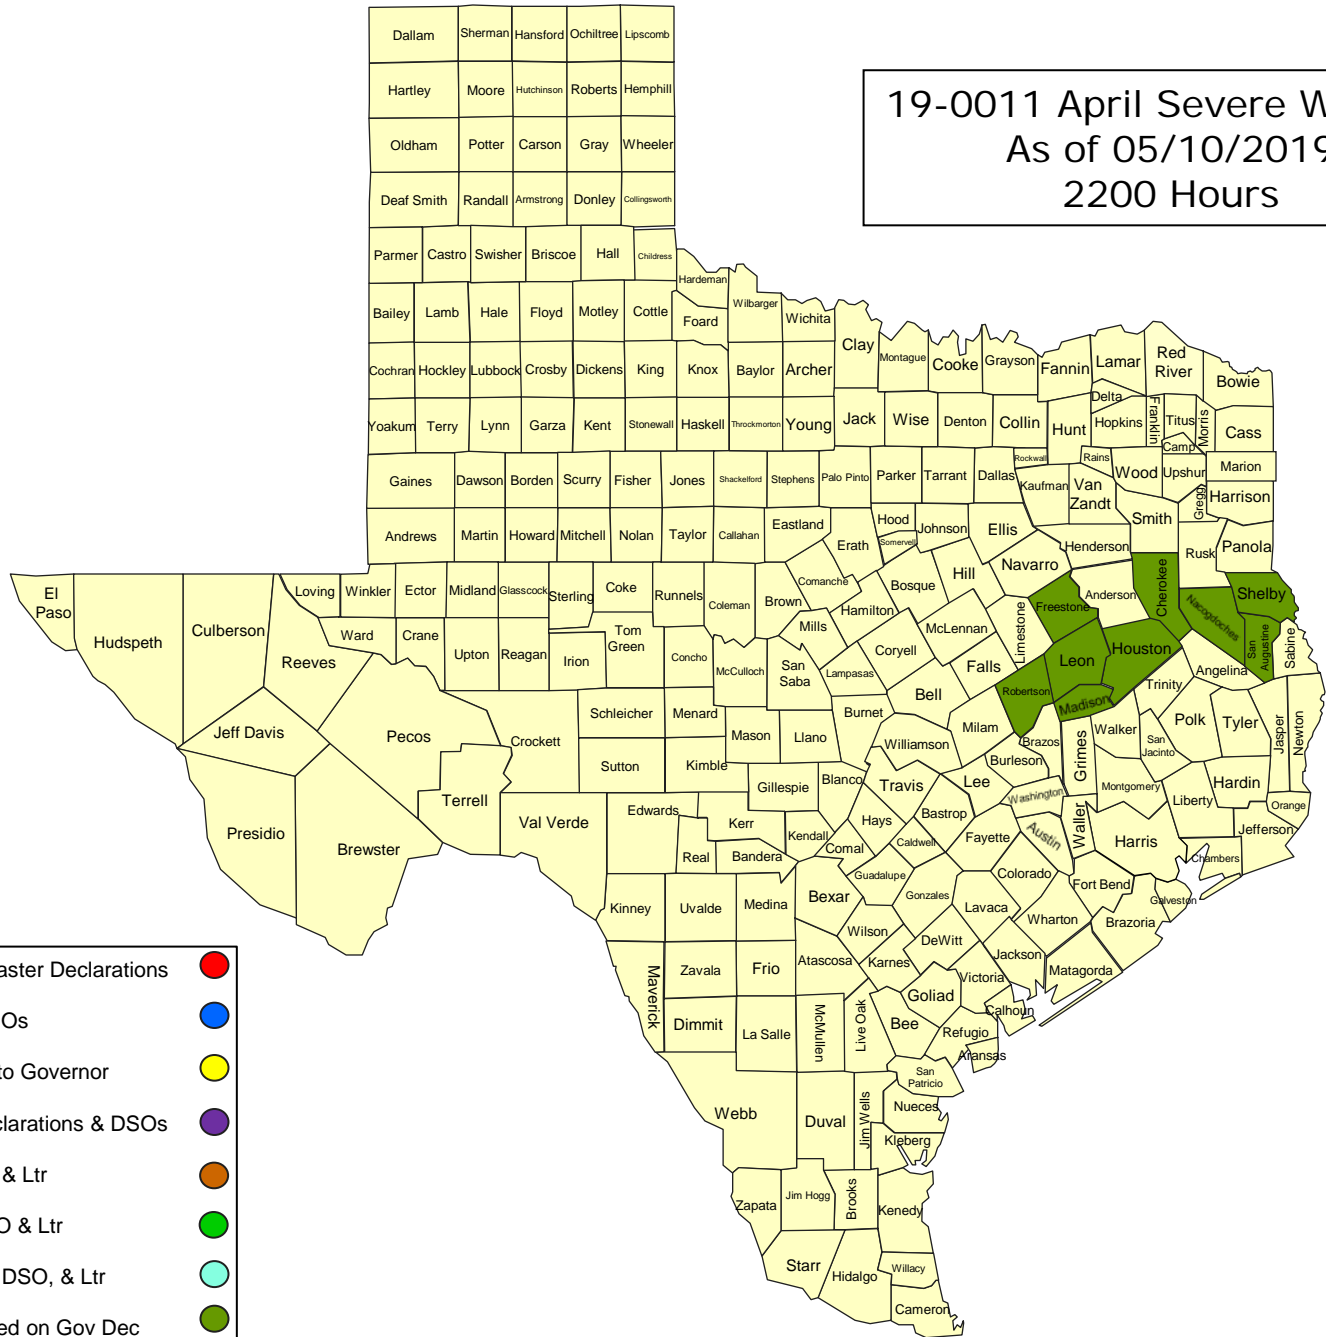 19-0011 April Severe W
As of 05/10/2019
2200 Hours
Dallam Sherman Hansford Ochiltree Lipscomb
Hartley Moore Hutchinson Roberts Hemphill
Oldham Potter Carson Gray Wheeler
Deaf Smith Randall Armstrong Donley Collingsworth
Parmer Castro Swisher Briscoe Hall Childress
Hardeman
Bailey Lamb Hale Floyd Motley Cottle Foard Wilbarger Wichita
Clay Montague Cooke Grayson Fannin Lamar Red River Bowie
Cochran Hockley Lubbock Crosby Dickens King Knox Baylor Archer
Delta
Yoakum Terry Lynn Garza Kent Stonewall Haskell Throckmorton Young Jack Wise Denton Collin Hunt Hopkins Franklin Titus Morris Cass
Camp
Rockwall Rains Wood Upshur Marion
Gaines Dawson Borden Scurry Fisher Jones Shackelford Stephens Palo Pinto Parker Tarrant Dallas Kaufman Van Zandt Gregg Harrison
Andrews Martin Howard Mitchell Nolan Taylor Callahan Eastland Erath Hood Somervell Johnson Ellis Henderson Smith Rusk Panola
El Paso Hudspeth Culberson Loving Winkler Ector Midland Glasscock Sterling Coke Runnels Coleman Brown Comanche Hamilton Bosque Hill Navarro Freestone Anderson Cherokee Nacogdoches Shelby
Reeves Ward Crane Upton Reagan Irion Tom Green Concho McCulloch San Saba Mills Lampasas Coryell McLennan Falls Limestone Leon Houston Angelina San Augustine Sabine
Jeff Davis Pecos Crockett Schleicher Menard Mason Llano Burnet Bell Milam Robertson Madison Trinity Polk Tyler Jasper Newton
Presidio Brewster Terrell Val Verde Sutton Kimble Gillespie Blanco Williamson Travis Lee Burleson Brazos Grimes Walker San Jacinto
Edwards Kerr Kendall Hays Bastrop Washington Montgomery Liberty Hardin Orange
Real Bandera Comal Caldwell Fayette Austin Waller Harris Chambers Jefferson
Kinney Uvalde Medina Bexar Guadalupe Gonzales Lavaca Colorado Fort Bend Galveston
Wilson DeWitt Wharton Brazoria
Maverick Zavala Frio Atascosa Karnes Victoria Jackson Matagorda
Dimmit La Salle McMullen Live Oak Bee Goliad Refugio Calhoun Aransas
San Patricio
Webb Duval Jim Wells Nueces
Kleberg
Zapata Jim Hogg Brooks Kenedy
Starr Hidalgo Willacy
Cameron
aster Declarations
Os
to Governor
clarations & DSOs
& Ltr
O & Ltr
DSO, & Ltr
ed on Gov Dec